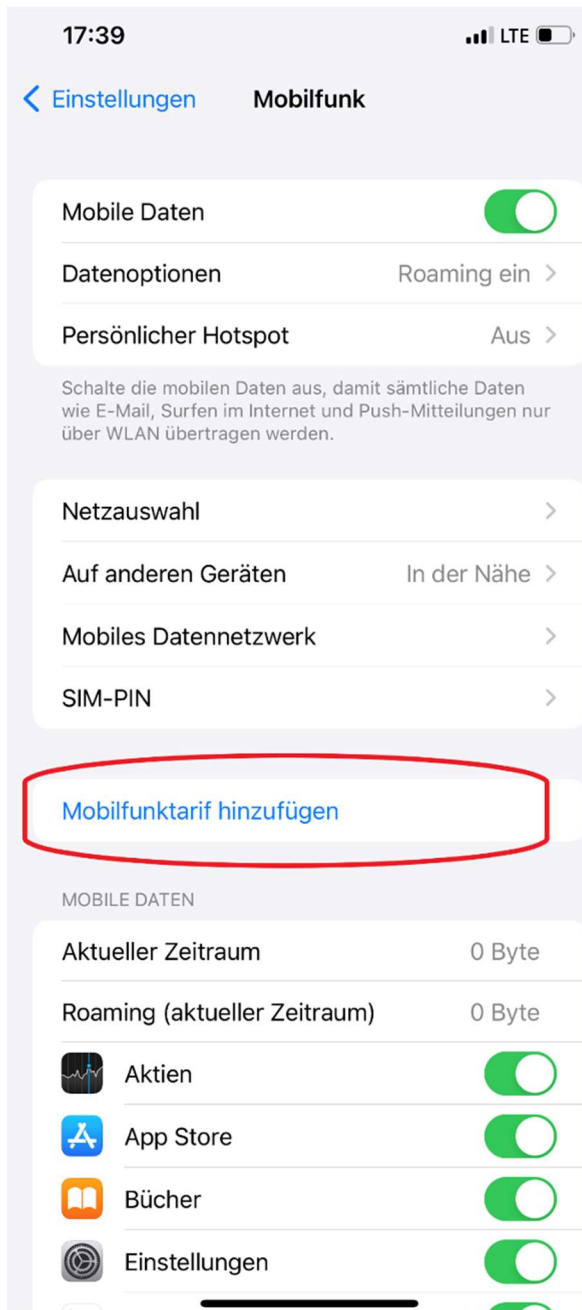 17:39 LTE
Einstellungen Mobilfunk
Mobile Daten
Datenoptionen Roaming ein
Persönlicher Hotspot Aus
Schalte die mobilen Daten aus, damit sämtliche Daten
wie E-Mail, Surfen im Internet und Push-Mitteilungen nur
über WLAN übertragen werden.
Netzauswahl
Auf anderen Geräten In der Nähe
Mobiles Datennetzwerk
SIM-PIN
Mobilfunktarif hinzufügen
MOBILE DATEN
Aktueller Zeitraum 0 Byte
Roaming (aktueller Zeitraum) 0 Byte
Aktien
App Store
Bücher
Einstellungen